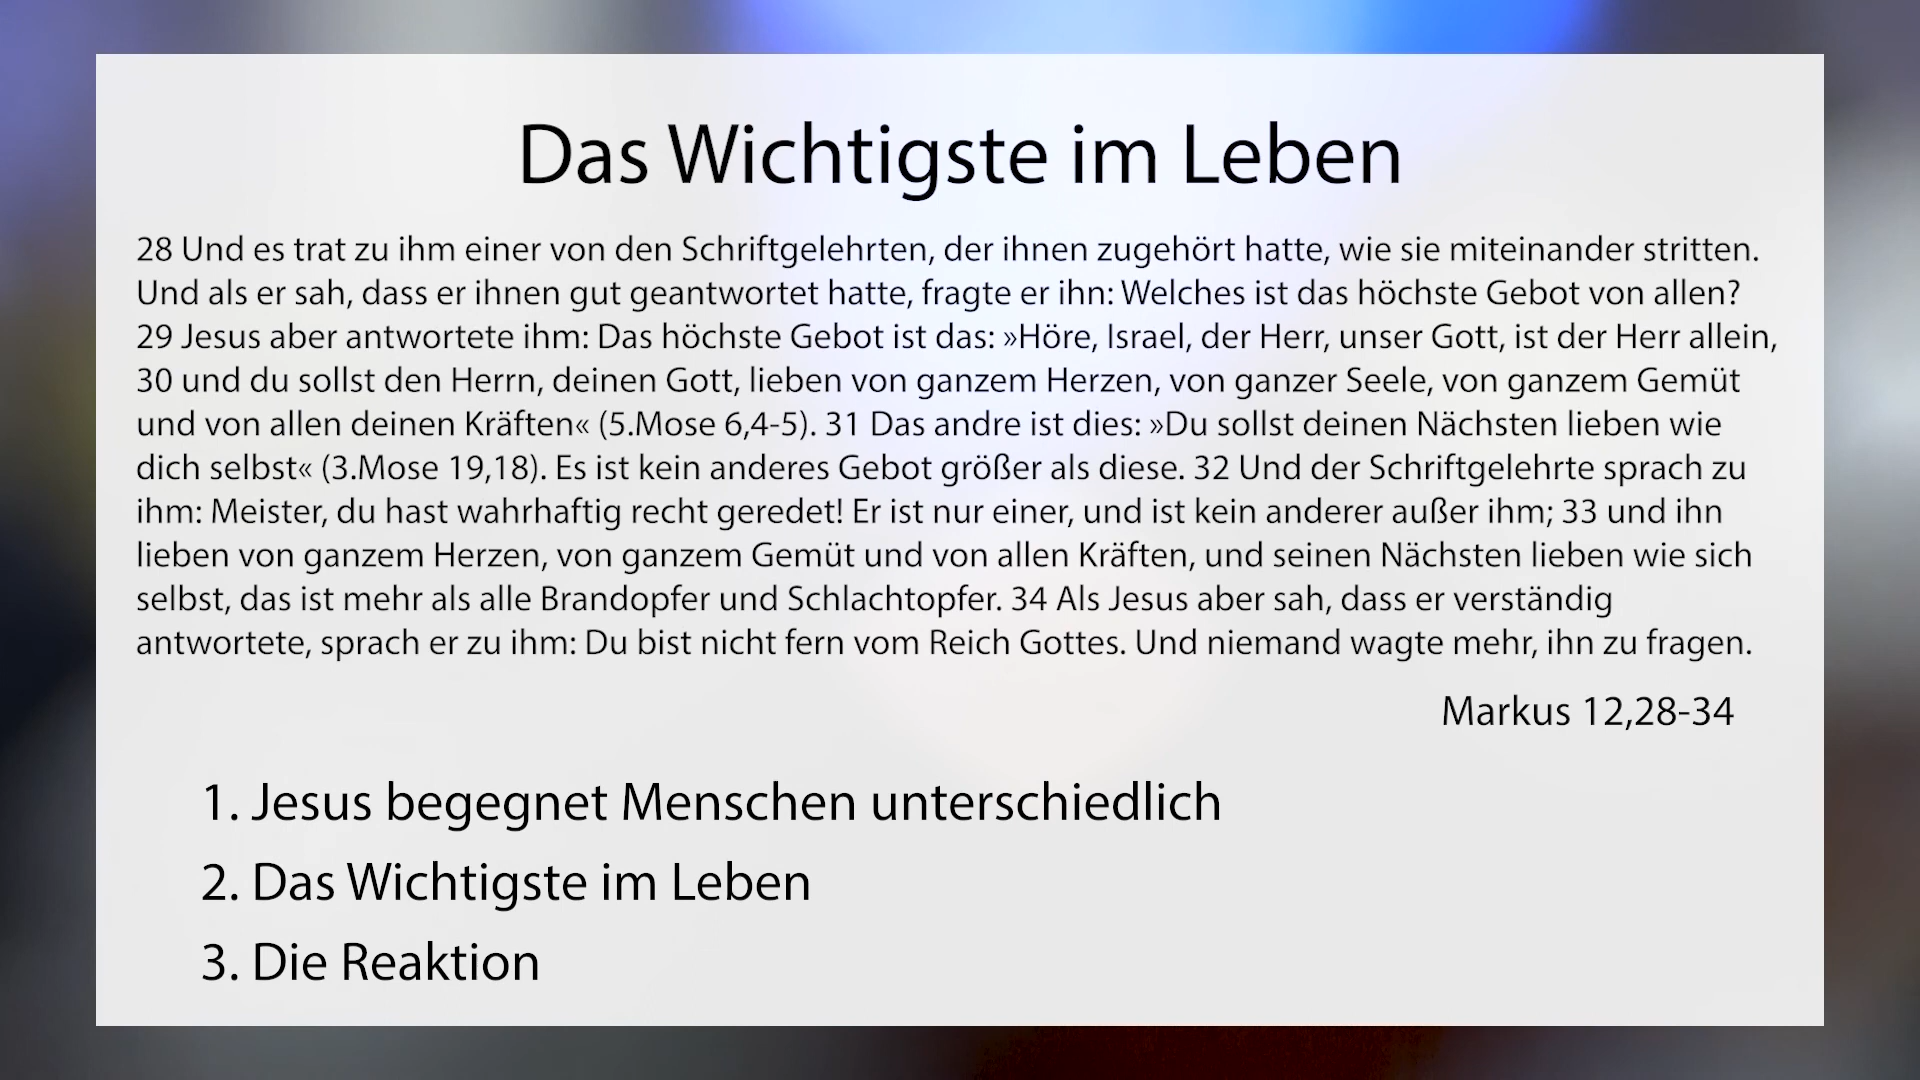 Das Wichtigste im Leben
28 Und es trat zu ihm einer von den Schriftgelehrten, der ihnen zugehört hatte, wie sie miteinander stritten.
Und als er sah, dass er ihnen gut geantwortet hatte, fragte er ihn: Welches ist das höchste Gebot von allen?
29 Jesus aber antwortete ihm: Das höchste Gebot ist das: »Höre, Israel, der Herr, unser Gott, ist der Herr allein,
30 und du sollst den Herrn, deinen Gott, lieben von ganzem Herzen, von ganzer Seele, von ganzem Gemüt
und von allen deinen Kräften« (5.Mose 6,4-5). 31 Das andre ist dies: »Du sollst deinen Nächsten lieben wie
dich selbst« (3.Mose 19,18). Es ist kein anderes Gebot größer als diese. 32 Und der Schriftgelehrte sprach zu
ihm: Meister, du hast wahrhaftig recht geredet! Er ist nur einer, und ist kein anderer außer ihm; 33 und ihn
lieben von ganzem Herzen, von ganzem Gemüt und von allen Kräften, und seinen Nächsten lieben wie sich
selbst, das ist mehr als alle Brandopfer und Schlachtopfer. 34 Als Jesus aber sah, dass er verständig
antwortete, sprach er zu ihm: Du bist nicht fern vom Reich Gottes. Und niemand wagte mehr, ihn zu fragen.
Markus 12,28-34
1. Jesus begegnet Menschen unterschiedlich
2. Das Wichtigste im Leben
3. Die Reaktion